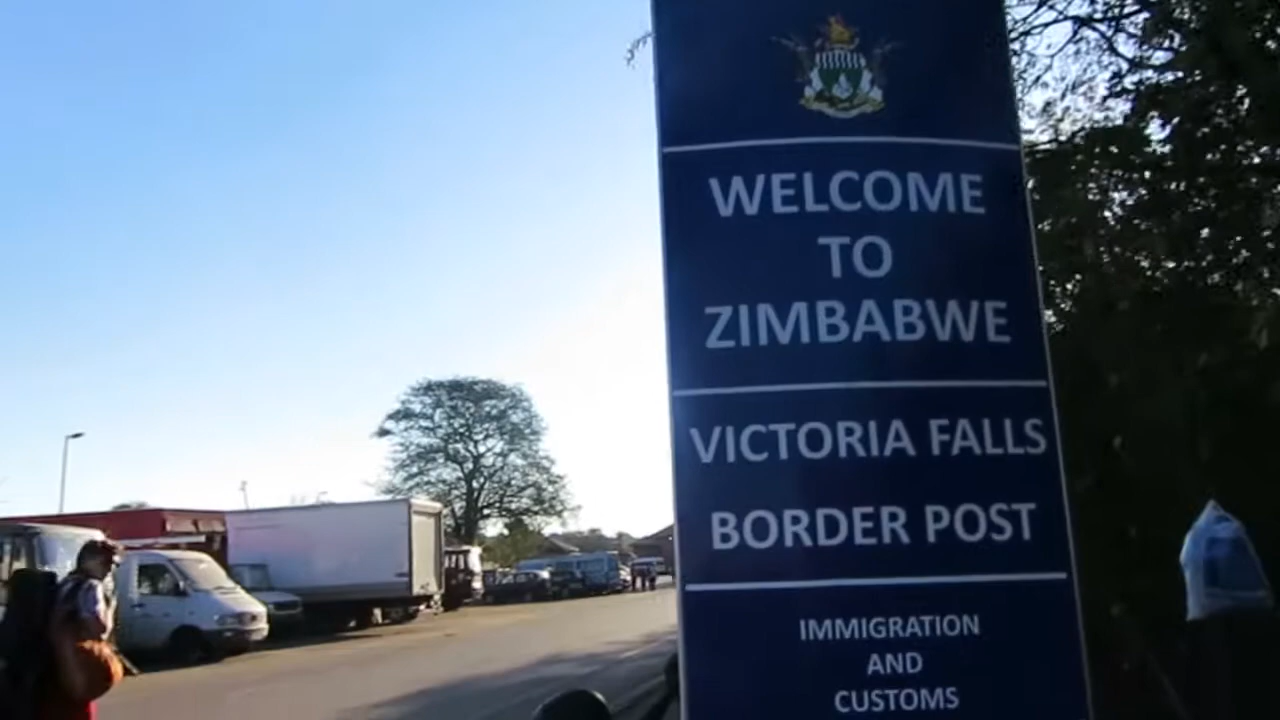 WELCOME
TO
ZIMBABWE
VICTORIA FALLS
BORDER POST
IMMIGRATION
AND
CUSTOMS